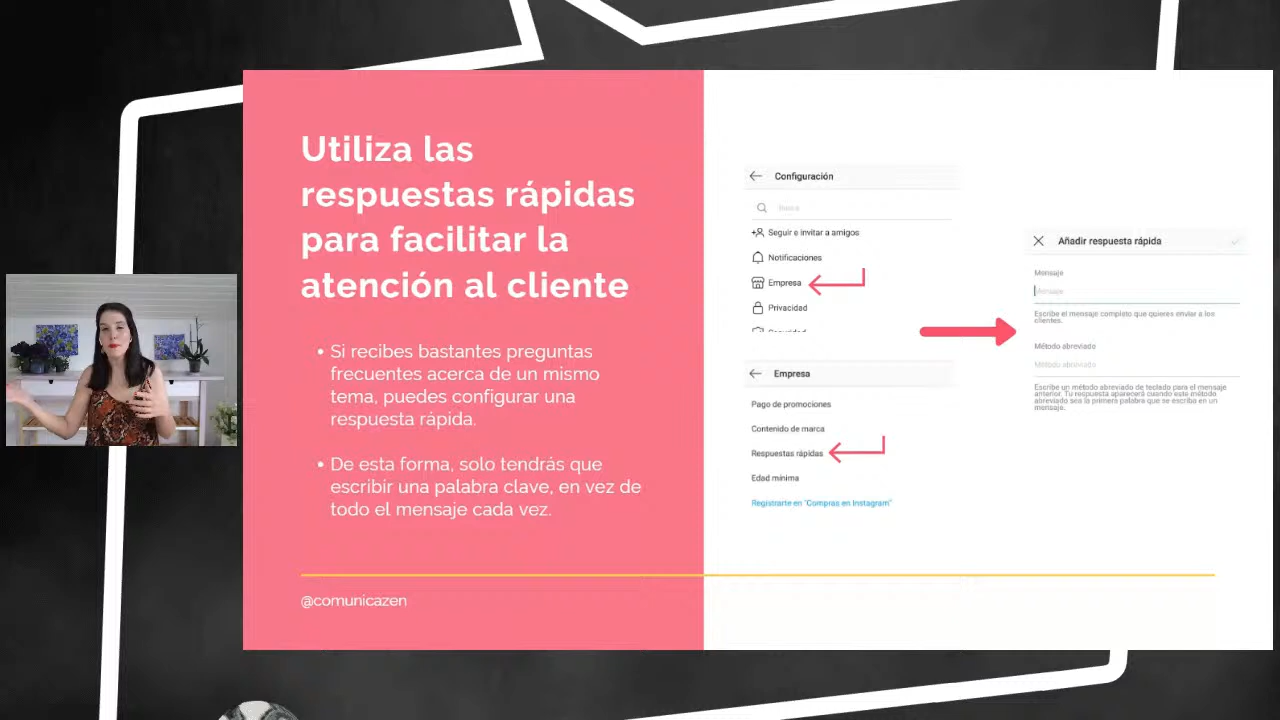 Utiliza las
respuestas rápidas
para facilitar la
atención al cliente
• Si recibes bastantes preguntas
frecuentes acerca de un mismo
tema, puedes configurar una
respuesta rápida.
• De esta forma, solo tendrás que
escribir una palabra clave, en vez de
todo el mensaje cada vez.
@comunicazen
Configuración
Busca
Seguir e invitar a amigos
Notificaciones
Empresa
Privacidad
Seguridad
Empresa
Pago de promociones
Contenido de marca
Respuestas rápidas
Edad mínima
Registrarte en "Compras en Instagram"
Añadir respuesta rápida
Mensaje
Mensaje
Escribe el mensaje completo que quieres enviar a los
clientes.
Método abreviado
Método abreviado
Escribe un método abreviado de teclado para el mensaje
anterior. Tu respuesta aparecerá cuando este método
abreviado sea la primera palabra que se escriba en un
mensaje.